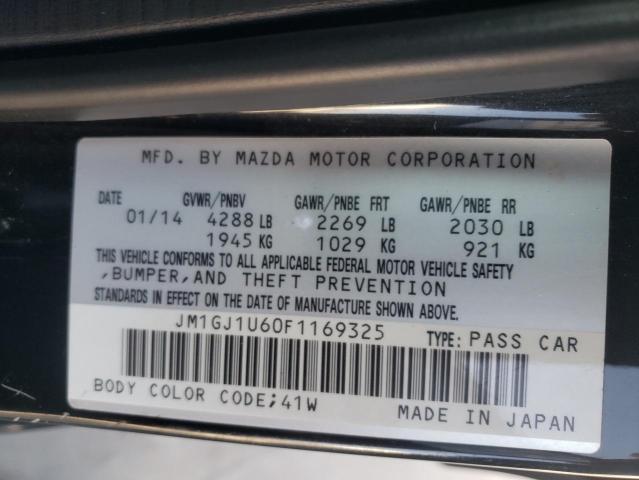 MFD. BY MAZDA MOTOR CORPORATION
DATE GVWR/PNBV GAWR/PNBE FRT GAWR/PNBE RR
01/14 4288 LB 2269 LB 2030 LB
1945 KG 1029 KG 921 KG
THIS VEHICLE CONFORMS TO ALL APPLICABLE FEDERAL MOTOR VEHICLE SAFETY
,BUMPER,AND THEFT PREVENTION
STANDARDS IN EFFECT ON THE DATE OF MANUFACTURE SHOWN ABOVE.
JM1GJ1U60F1169325 TYPE: PASS CAR
BODY COLOR CODE;41W MADE IN JAPAN